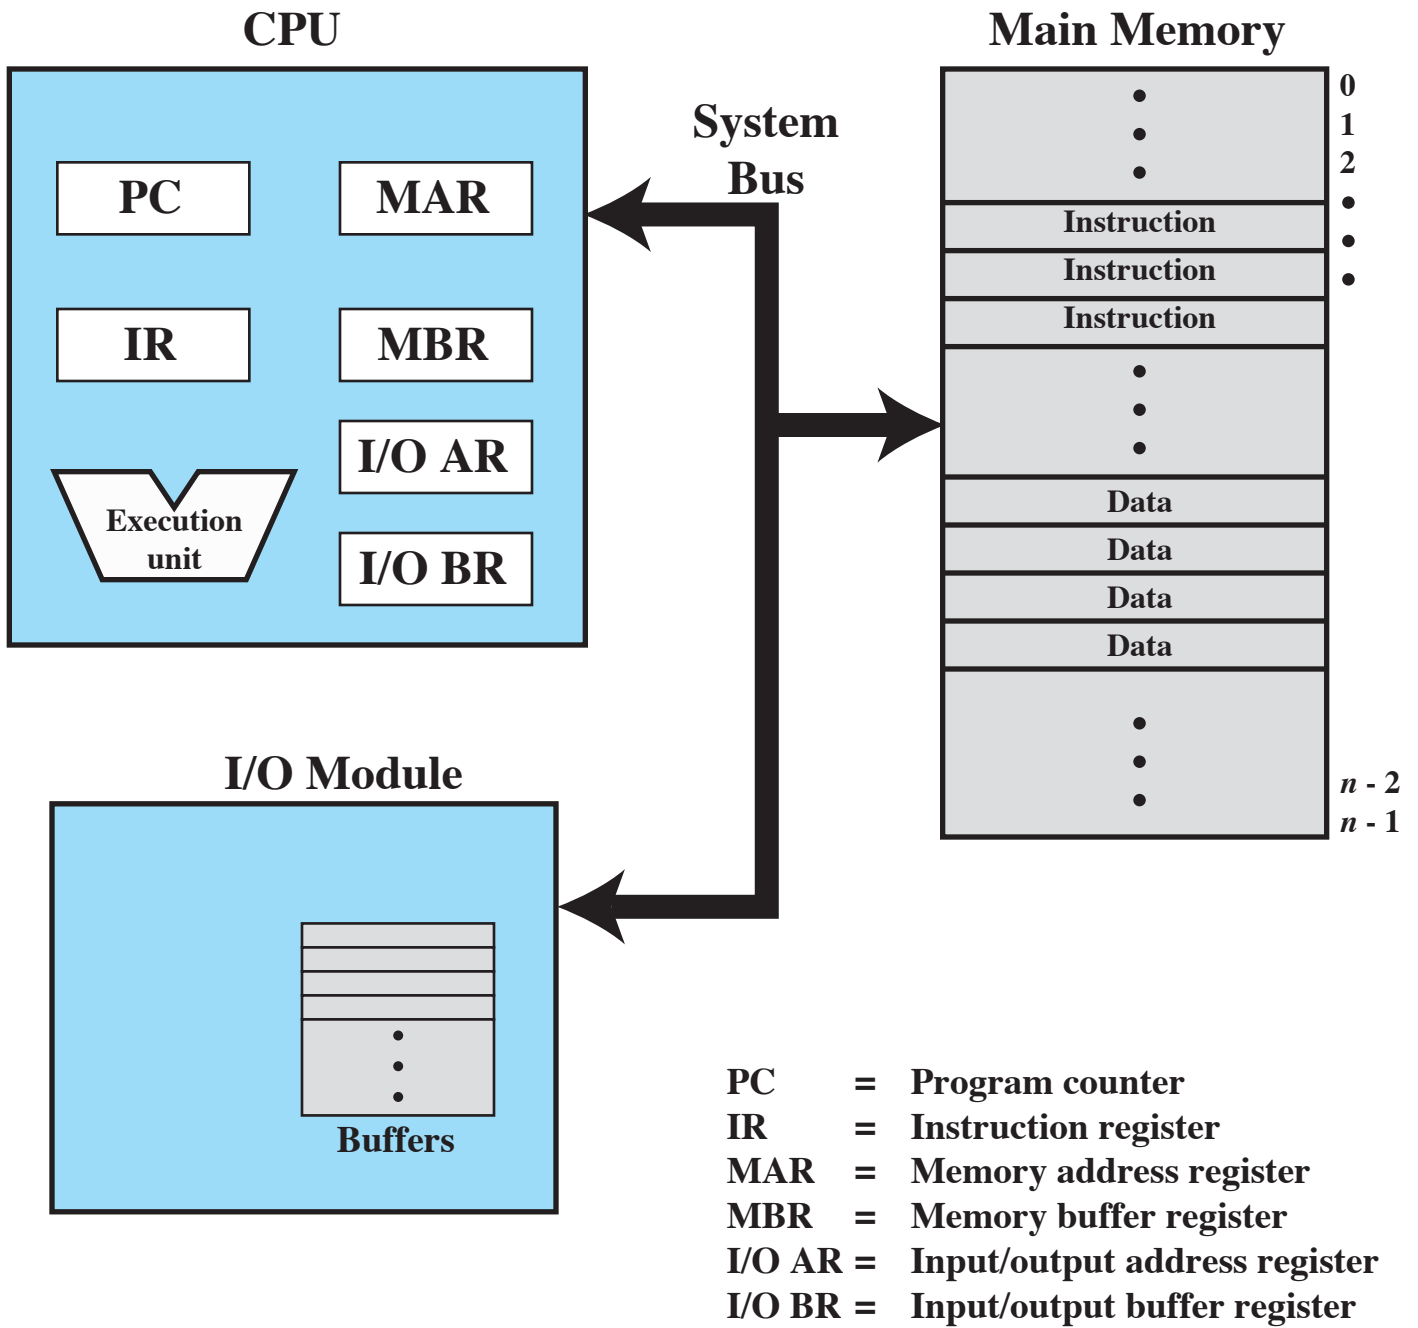 CPU
PC
MAR
IR
MBR
I/O AR
I/O BR
Execution
unit
System
Bus
Main Memory
0
1
2
Instruction
Instruction
Instruction
Data
Data
Data
Data
n - 2
n - 1
I/O Module
Buffers
PC = Program counter
IR = Instruction register
MAR = Memory address register
MBR = Memory buffer register
I/O AR = Input/output address register
I/O BR = Input/output buffer register